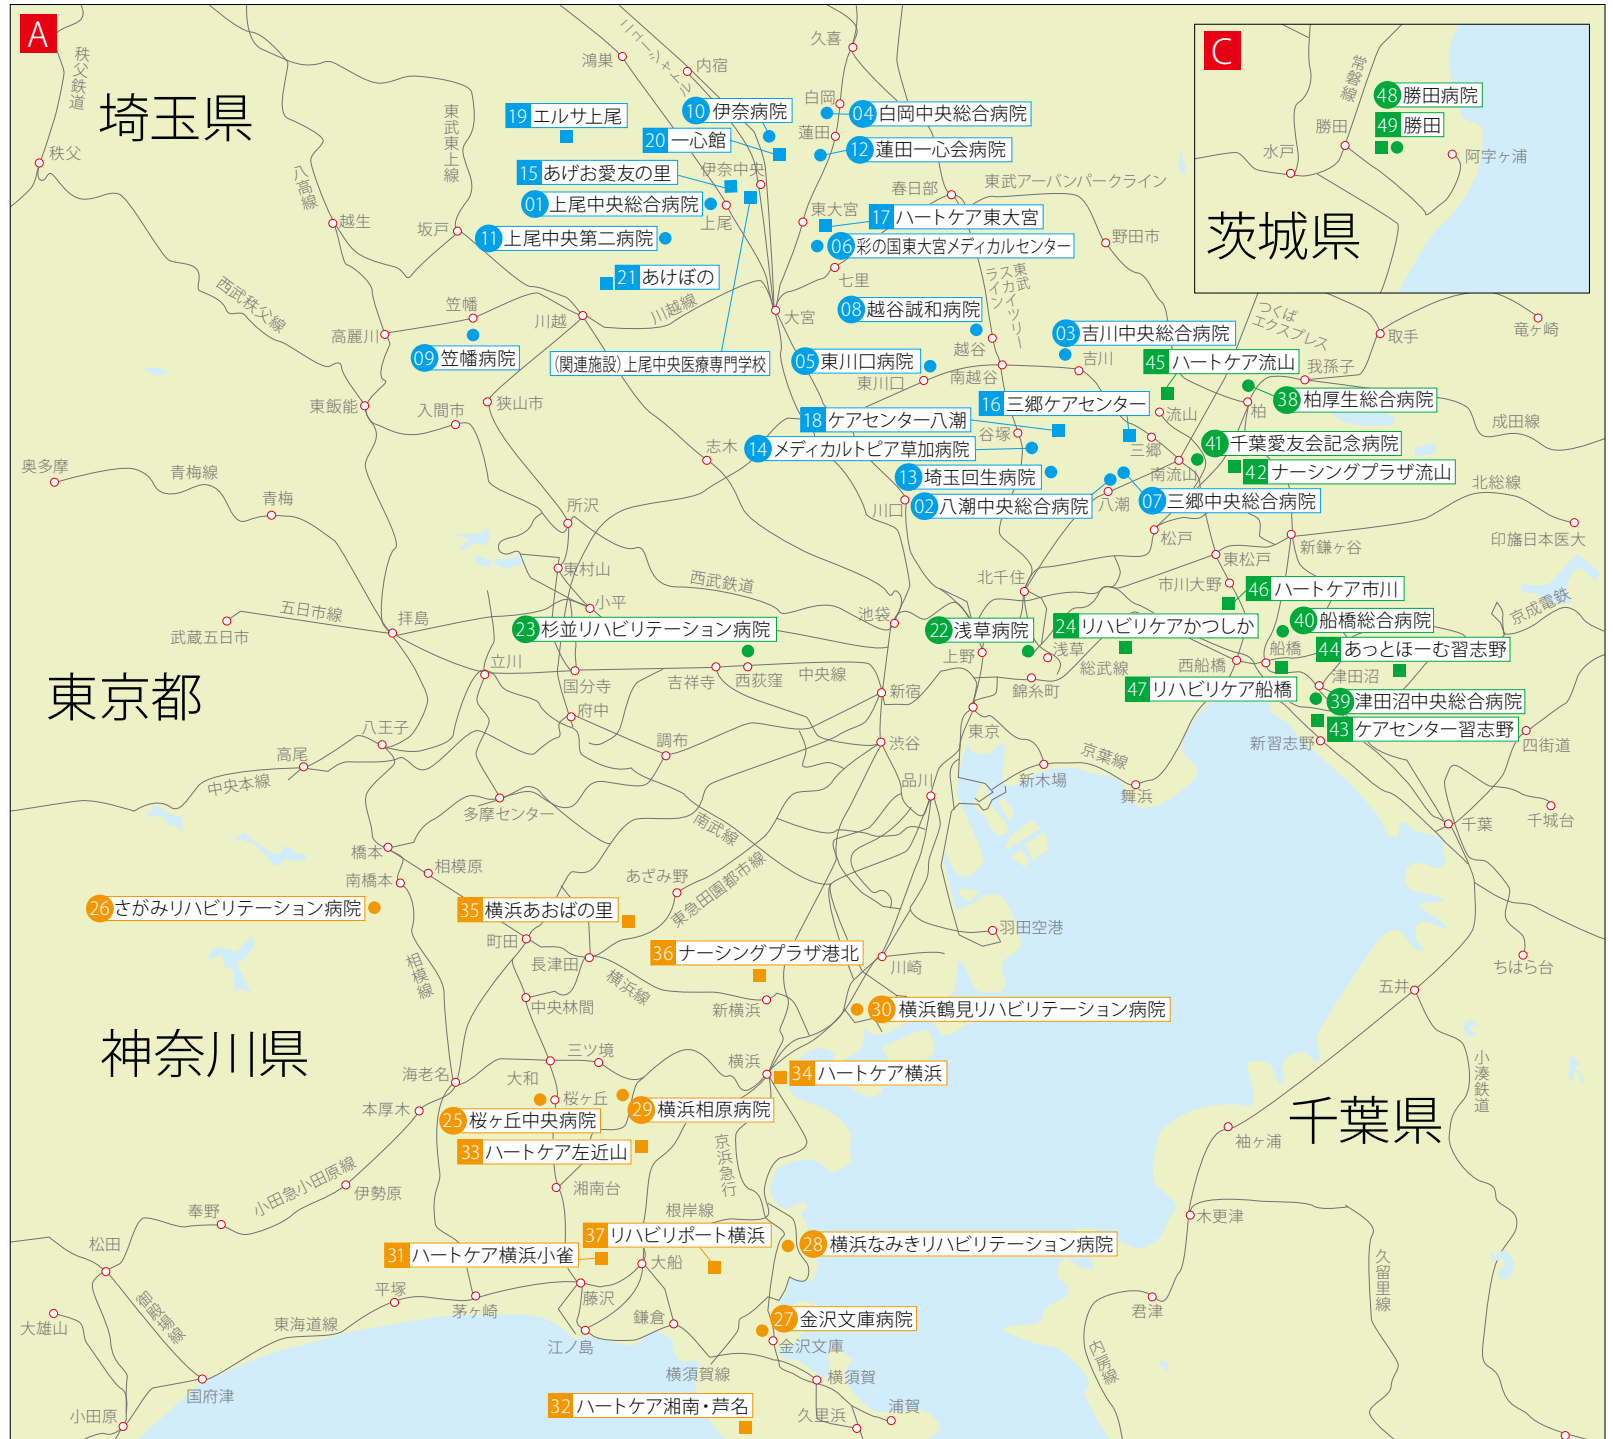 A
C
埼玉県
東京都
神奈川県
千葉県
茨城県
秩父鉄道
秩父
八高線
東武東上線
鴻巣
ニューシャトル
内宿
久喜
白岡
蓮田
10 伊奈病院
04 白岡中央総合病院
19 エルサ上尾
20 一心館
12 蓮田一心会病院
伊奈中央
15 あげお愛友の里
01 上尾中央総合病院
上尾
東大宮
17 ハートケア東大宮
春日部
東武アーバンパークライン
野田市
越生
坂戸
11 上尾中央第二病院
06 彩の国東大宮メディカルセンター
七里
21 あけぼの
東武スカイツリーライン
西武秩父線
笠幡
川越
川越線
大宮
高麗川
09 笠幡病院
(関連施設)上尾中央医療専門学校
08 越谷誠和病院
越谷
03 吉川中央総合病院
吉川
05 東川口病院
東川口
南越谷
つくばエクスプレス
取手
竜ヶ崎
常磐線
48 勝田病院
49 勝田
勝田
水戸
阿字ヶ浦
45 ハートケア流山
我孫子
柏
38 柏厚生総合病院
成田線
流山
16 三郷ケアセンター
18 ケアセンター八潮
谷塚
三郷
41 千葉愛友会記念病院
42 ナーシングプラザ流山
南流山
14 メディカルトピア草加病院
13 埼玉回生病院
02 八潮中央総合病院
八潮
07 三郷中央総合病院
東飯能
入間市
狭山市
志木
川口
奥多摩
青梅線
青梅
所沢
松戸
北総線
新鎌ヶ谷
印旛日本医大
東松戸
市川大野
東村山
西武鉄道
小平
北千住
池袋
五日市線
武蔵五日市
拝島
23 杉並リハビリテーション病院
22 浅草病院
24 リハビリケアかつしか
46 ハートケア市川
40 船橋総合病院
44 あっとほーむ習志野
京成電鉄
立川
国分寺
吉祥寺
西荻窪
中央線
新宿
上野
浅草
総武線
錦糸町
西船橋
船橋
津田沼
47 リハビリケア船橋
39 津田沼中央総合病院
43 ケアセンター習志野
新習志野
四街道
府中
八王子
高尾
中央本線
調布
渋谷
東京
品川
新木場
京葉線
舞浜
千葉
千城台
多摩センター
南武線
橋本
相模原
南橋本
あざみ野
東急田園都市線
26 さがみリハビリテーション病院
35 横浜あおばの里
町田
長津田
横浜線
36 ナーシングプラザ港北
新横浜
羽田空港
川崎
30 横浜鶴見リハビリテーション病院
相模線
中央林間
ちはら台
五井
小湊鉄道
三ツ境
横浜
34 ハートケア横浜
海老名
大和
桜ヶ丘
25 桜ヶ丘中央病院
29 横浜相原病院
33 ハートケア左近山
京浜急行
本厚木
小田急小田原線
伊勢原
湘南台
根岸線
37 リハビリポート横浜
28 横浜なみきリハビリテーション病院
31 ハートケア横浜小雀
大船
袖ヶ浦
木更津
久留里線
君津
内房線
秦野
松田
大雄山
御殿場線
平塚
東海道線
茅ヶ崎
藤沢
江ノ島
鎌倉
27 金沢文庫病院
金沢文庫
横須賀線
横須賀
32 ハートケア湘南・芦名
久里浜
浦賀
国府津
小田原